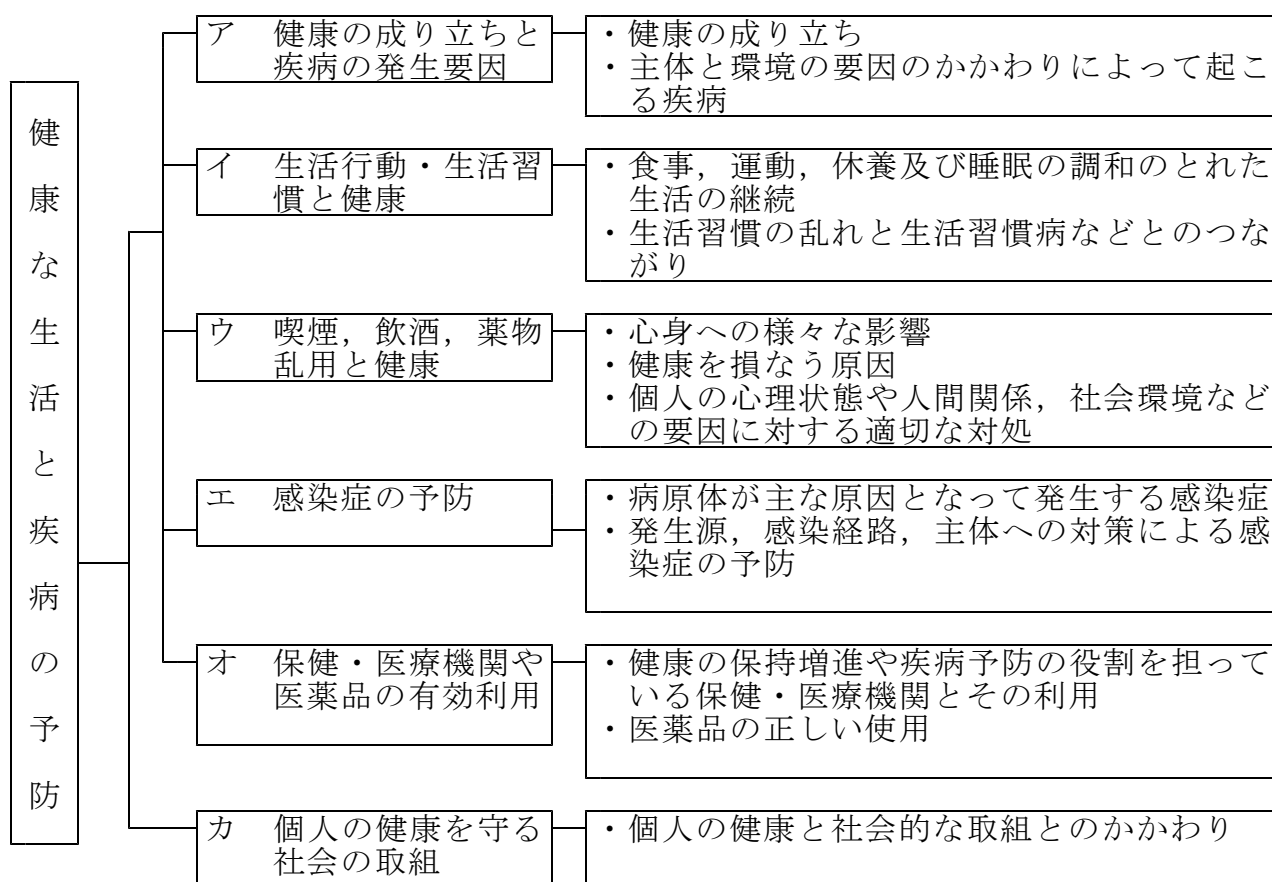 健康な生活と疾病の予防
ア 健康の成り立ちと
疾病の発生要因
・健康の成り立ち
・主体と環境の要因のかかわりによって起こ
る疾病
イ 生活行動・生活習
慣と健康
・食事，運動，休養及び睡眠の調和のとれた
生活の継続
・生活習慣の乱れと生活習慣病などとのつな
がり
ウ 喫煙，飲酒，薬物
乱用と健康
・心身への様々な影響
・健康を損なう原因
・個人の心理状態や人間関係，社会環境など
の要因に対する適切な対処
エ 感染症の予防
・病原体が主な原因となって発生する感染症
・発生源，感染経路，主体への対策による感
染症の予防
オ 保健・医療機関や
医薬品の有効利用
・健康の保持増進や疾病予防の役割を担って
いる保健・医療機関とその利用
・医薬品の正しい使用
カ 個人の健康を守る
社会の取組
・個人の健康と社会的な取組とのかかわり